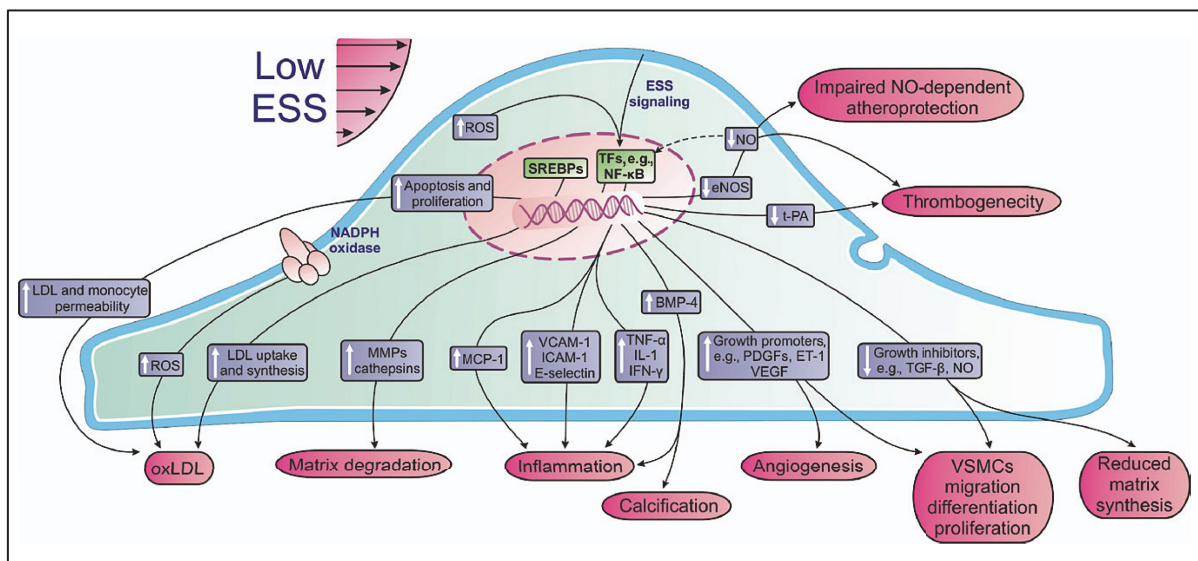 Low
ESS
ESS
signaling
Impaired NO-dependent
atheroprotection
ROS
NO
SREBPs
TFs, e.g.,
NF-κB
Apoptosis and
proliferation
eNOS
Thrombogenecity
t-PA
NADPH
oxidase
LDL and monocyte
permeability
BMP-4
ROS
LDL uptake
and synthesis
MMPs
cathepsins
MCP-1
VCAM-1
ICAM-1
E-selectin
TNF-α
IL-1
IFN-γ
Growth promoters,
e.g., PDGFs, ET-1
VEGF
Growth inhibitors,
e.g., TGF-β, NO
oxLDL
Matrix degradation
Inflammation
Calcification
Angiogenesis
VSMCs
migration
differentiation
proliferation
Reduced
matrix
synthesis